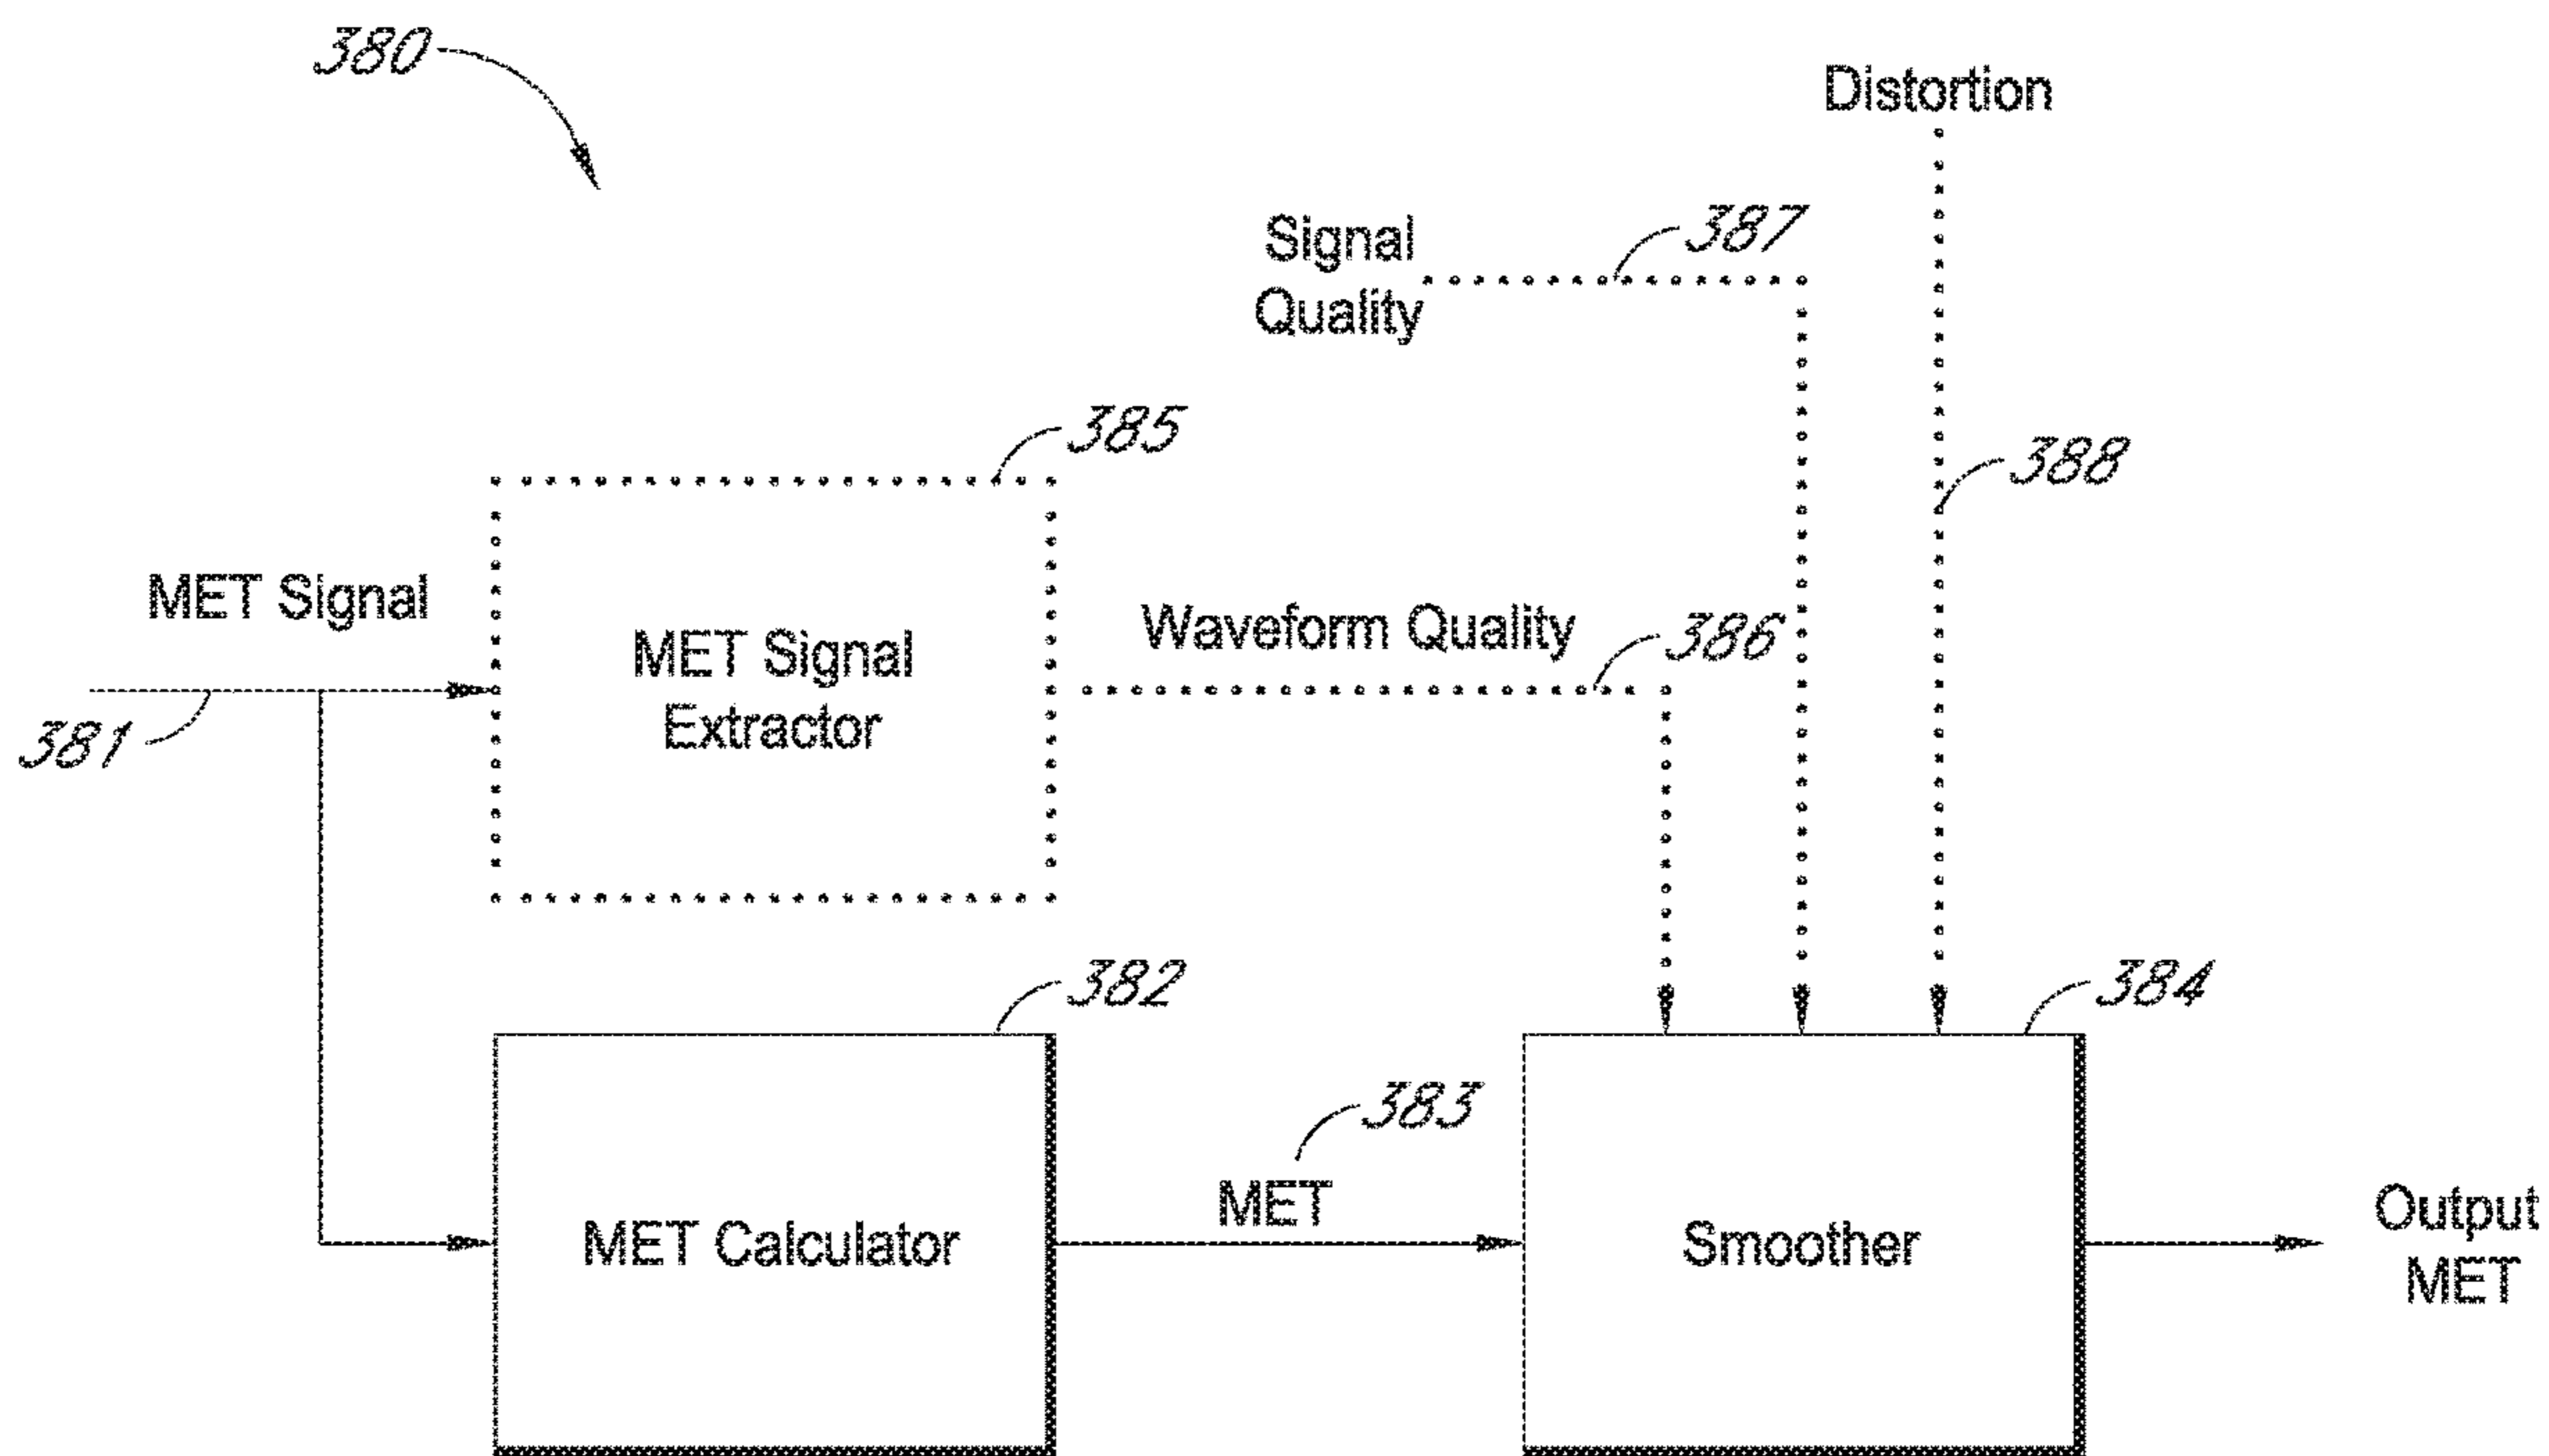 380
Distortion
Signal
Quality
387
385
388
MET Signal
MET Signal
Extractor
Waveform Quality
386
381
382
384
383
MET
MET Calculator
Smoother
Output
MET